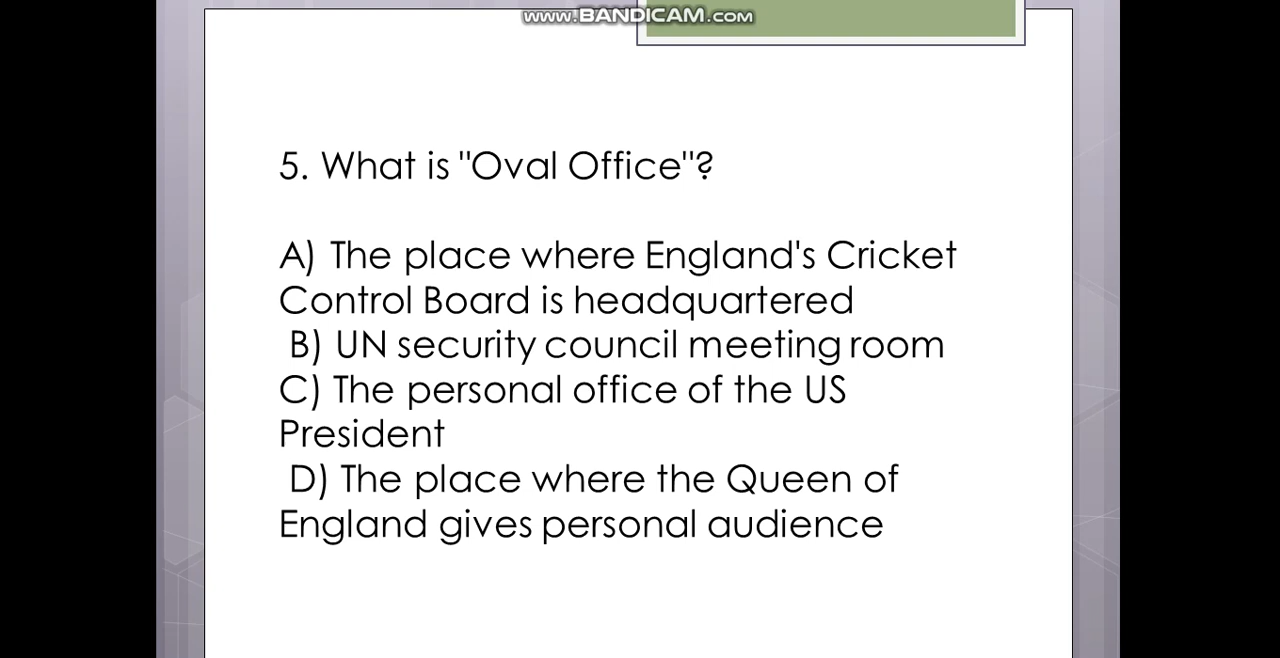 www.BANDICAM.com
5. What is "Oval Office"?
A) The place where England's Cricket
Control Board is headquartered
B) UN security council meeting room
C) The personal office of the US
President
D) The place where the Queen of
England gives personal audience